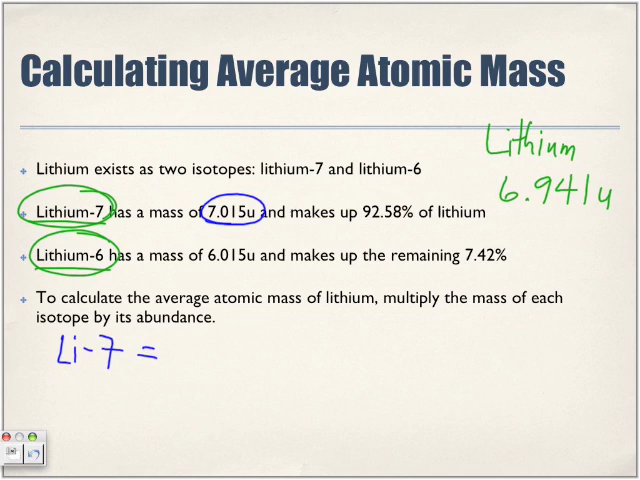 Calculating Average Atomic Mass
Lithium
Lithium exists as two isotopes: lithium-7 and lithium-6
6.941u
Lithium-7 has a mass of 7.015u and makes up 92.58% of lithium
Lithium-6 has a mass of 6.015u and makes up the remaining 7.42%
To calculate the average atomic mass of lithium, multiply the mass of each
isotope by its abundance.
Li-7 =